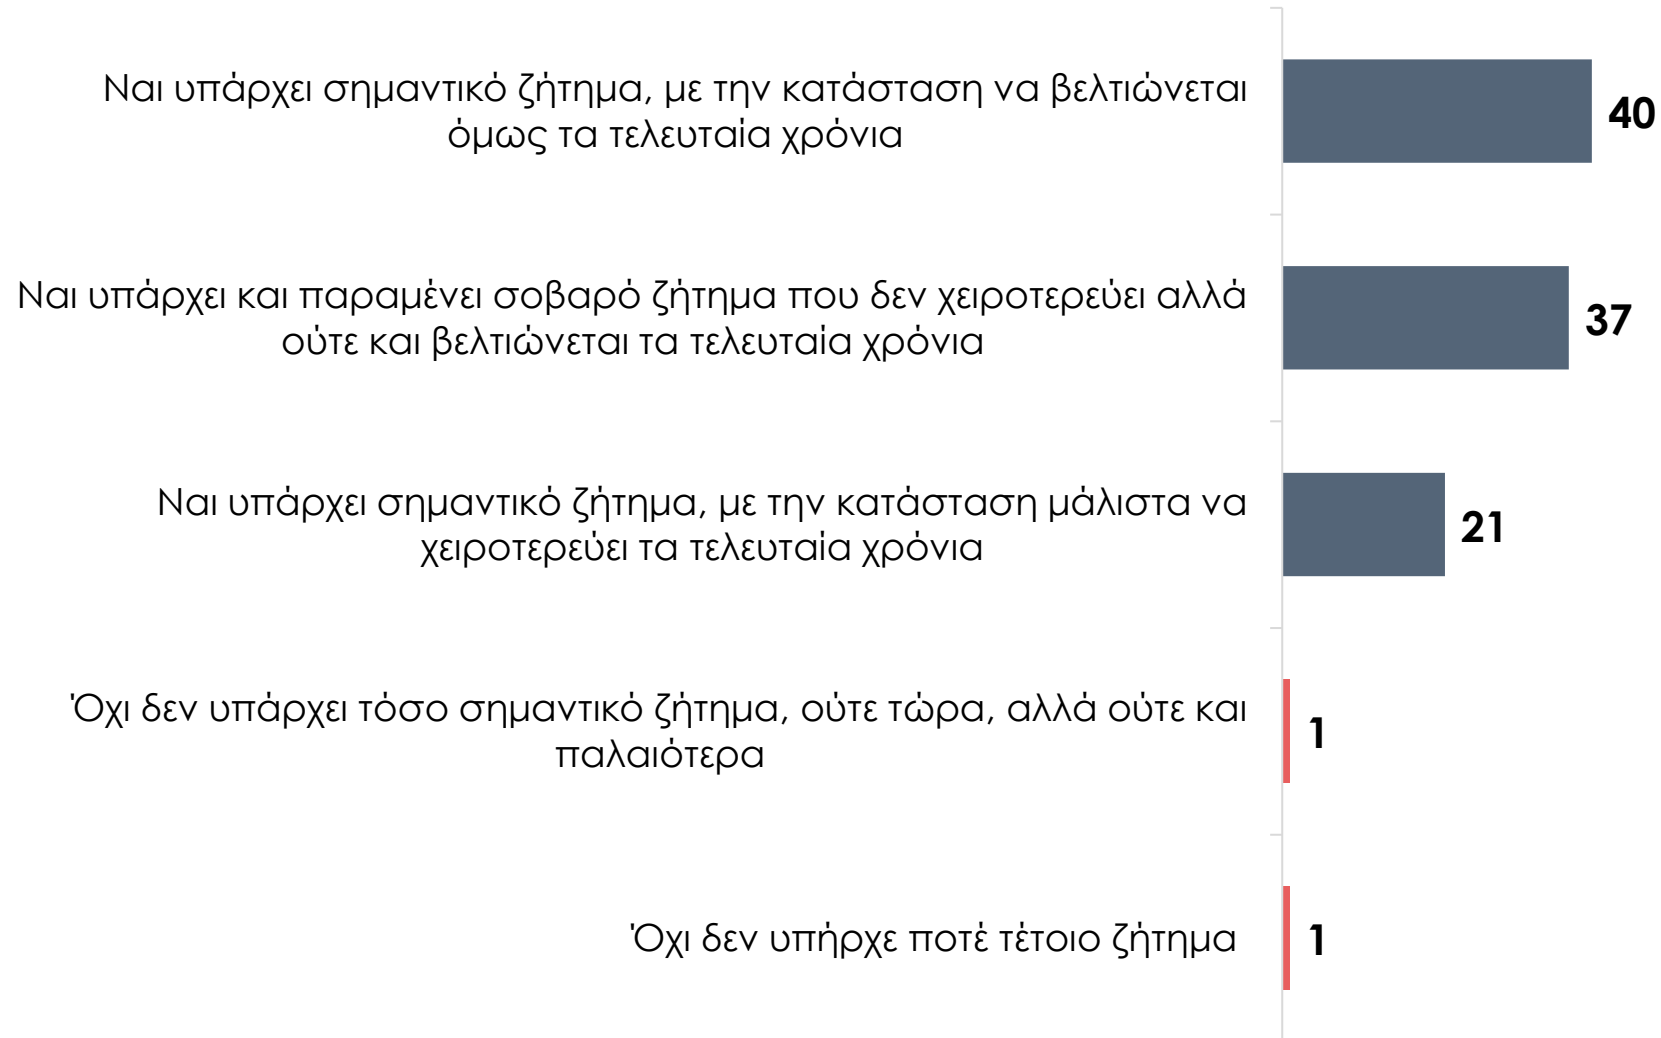 Ναι υπάρχει σημαντικό ζήτημα, με την κατάσταση να βελτιώνεται
όμως τα τελευταία χρόνια
40
Ναι υπάρχει και παραμένει σοβαρό ζήτημα που δεν χειροτερεύει αλλά
ούτε και βελτιώνεται τα τελευταία χρόνια
37
Ναι υπάρχει σημαντικό ζήτημα, με την κατάσταση μάλιστα να
χειροτερεύει τα τελευταία χρόνια
21
Όχι δεν υπάρχει τόσο σημαντικό ζήτημα, ούτε τώρα, αλλά ούτε και
παλαιότερα
1
Όχι δεν υπήρχε ποτέ τέτοιο ζήτημα
1